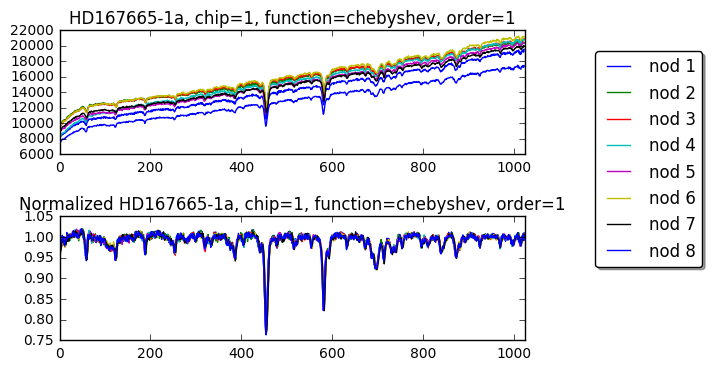 HD167665-1a, chip=1, function=chebyshev, order=1
22000
20000
18000
16000
14000
12000
10000
8000
6000
0 200 400 600 800 1000
Normalized HD167665-1a, chip=1, function=chebyshev, order=1
1.05
1.00
0.95
0.90
0.85
0.80
0.75
0 200 400 600 800 1000
nod 1
nod 2
nod 3
nod 4
nod 5
nod 6
nod 7
nod 8